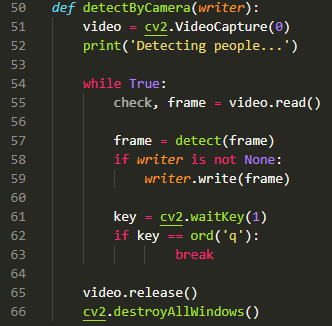 50 def detectByCamera(writer):
51     video = cv2.VideoCapture(0)
52     print('Detecting people...')
53
54     while True:
55         check, frame = video.read()
56
57         frame = detect(frame)
58         if writer is not None:
59             writer.write(frame)
60
61         key = cv2.waitKey(1)
62         if key == ord('q'):
63                 break
64
65     video.release()
66     cv2.destroyAllWindows()